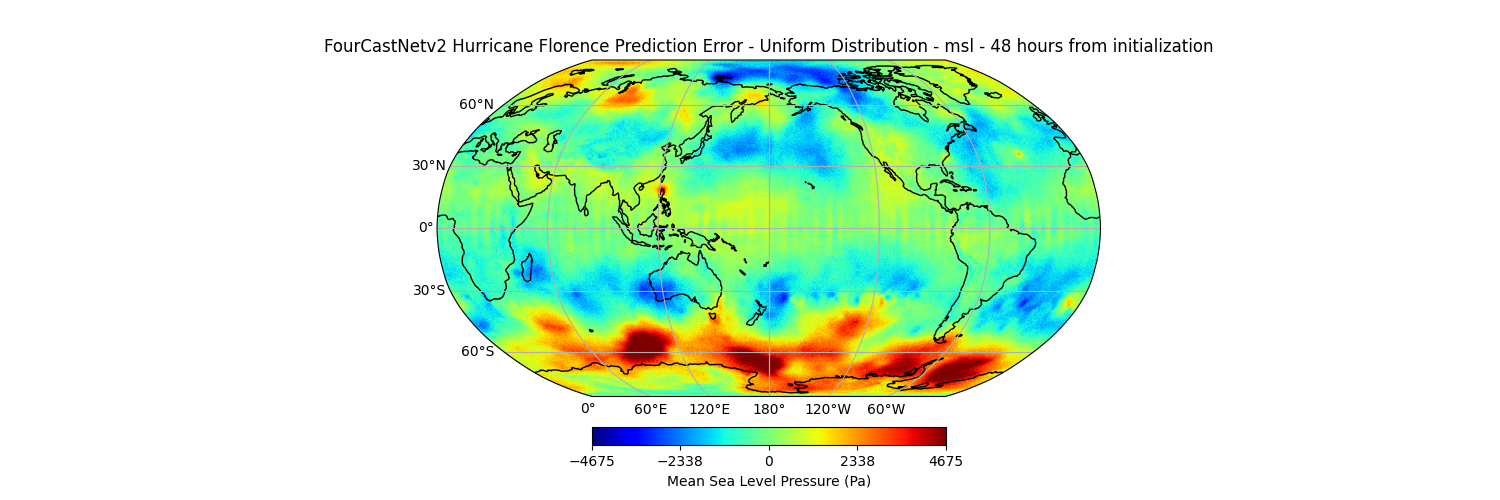 FourCastNetv2 Hurricane Florence Prediction Error - Uniform Distribution - msl - 48 hours from initialization
60°N
30°N
0°
30°S
60°S
0° 60°E 120°E 180° 120°W 60°W
−4675 −2338 0 2338 4675
Mean Sea Level Pressure (Pa)